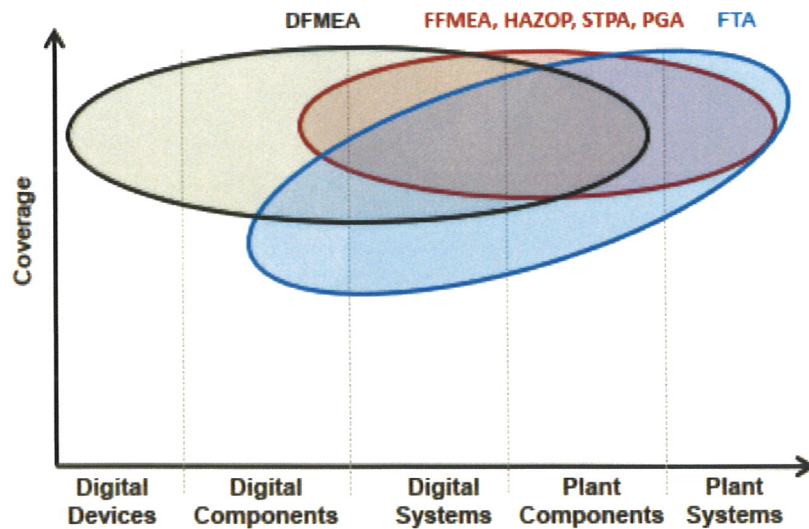 DFMEA FFMEA, HAZOP, STPA, PGA FTA
Coverage
Digital Digital Digital Plant Plant
Devices Components Systems Components Systems